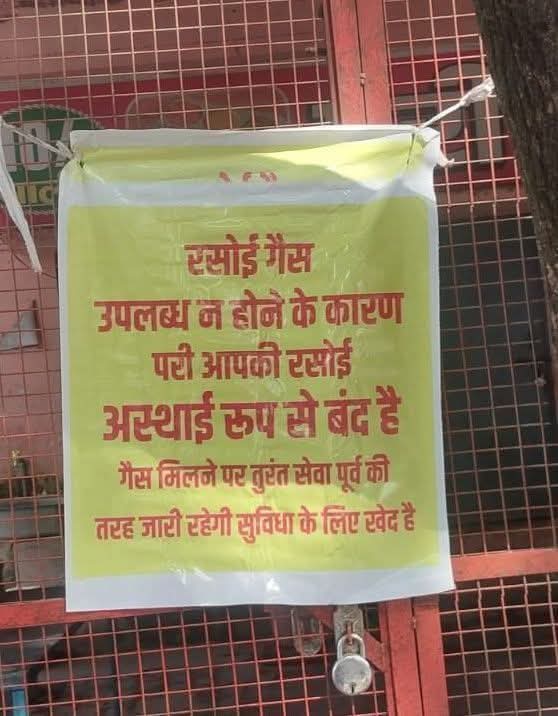 रसोई गैस
उपलब्ध न होने के कारण
परी आपकी रसोई
अस्थाई रूप से बंद है
गैस मिलने पर तुरंत सेवा पूर्व की
तरह जारी रहेगी सुविधा के लिए खेद है